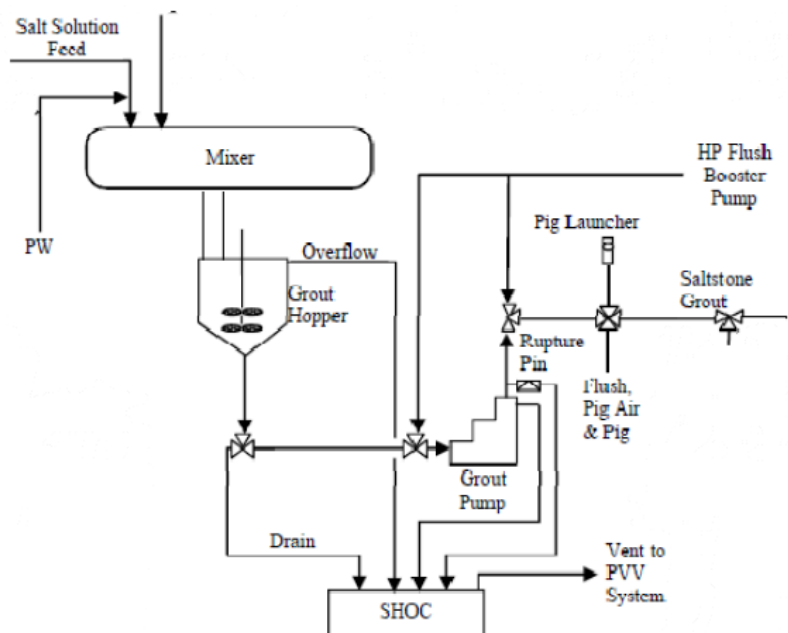 Salt Solution
Feed
Mixer
HP Flush
Booster
Pump
Pig Launcher
PW
Overflow
Saltstone
Grout
Grout
Hopper
Rupture
Pin
Flush,
Pig Air
& Pig
Grout
Pump
Drain
Vent to
PVV
System.
SHOC